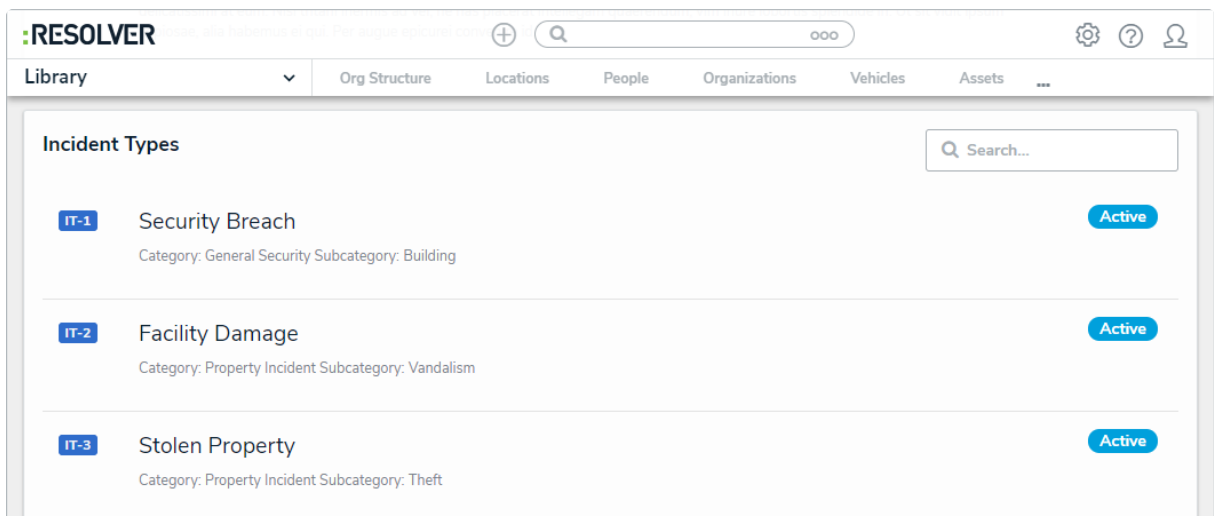 :RESOLVER
ooo
Library Org Structure Locations People Organizations Vehicles Assets ...
Incident Types Search...
IT-1 Security Breach Active
Category: General Security Subcategory: Building
IT-2 Facility Damage Active
Category: Property Incident Subcategory: Vandalism
IT-3 Stolen Property Active
Category: Property Incident Subcategory: Theft